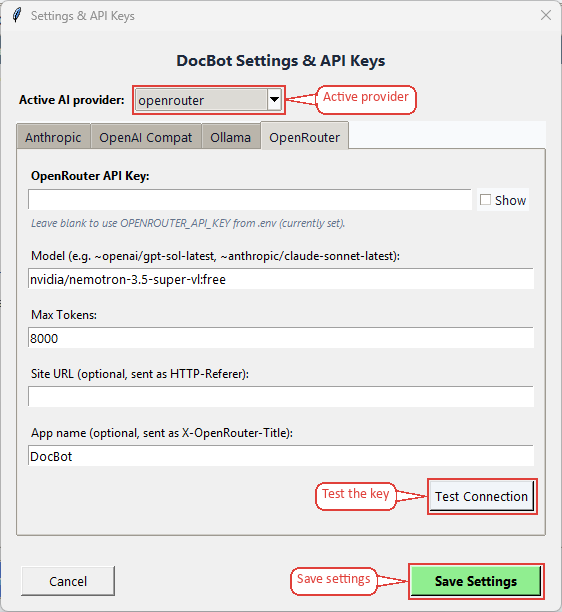 Settings & API Keys
DocBot Settings & API Keys
Active AI provider: openrouter Active provider
Anthropic OpenAI Compat Ollama OpenRouter
OpenRouter API Key:
Show
Leave blank to use OPENROUTER_API_KEY from .env (currently set).
Model (e.g. ~openai/gpt-sol-latest, ~anthropic/claude-sonnet-latest):
nvidia/nemotron-3.5-super-vl:free
Max Tokens:
8000
Site URL (optional, sent as HTTP-Referer):
App name (optional, sent as X-OpenRouter-Title):
DocBot
Test the key Test Connection
Cancel Save settings Save Settings